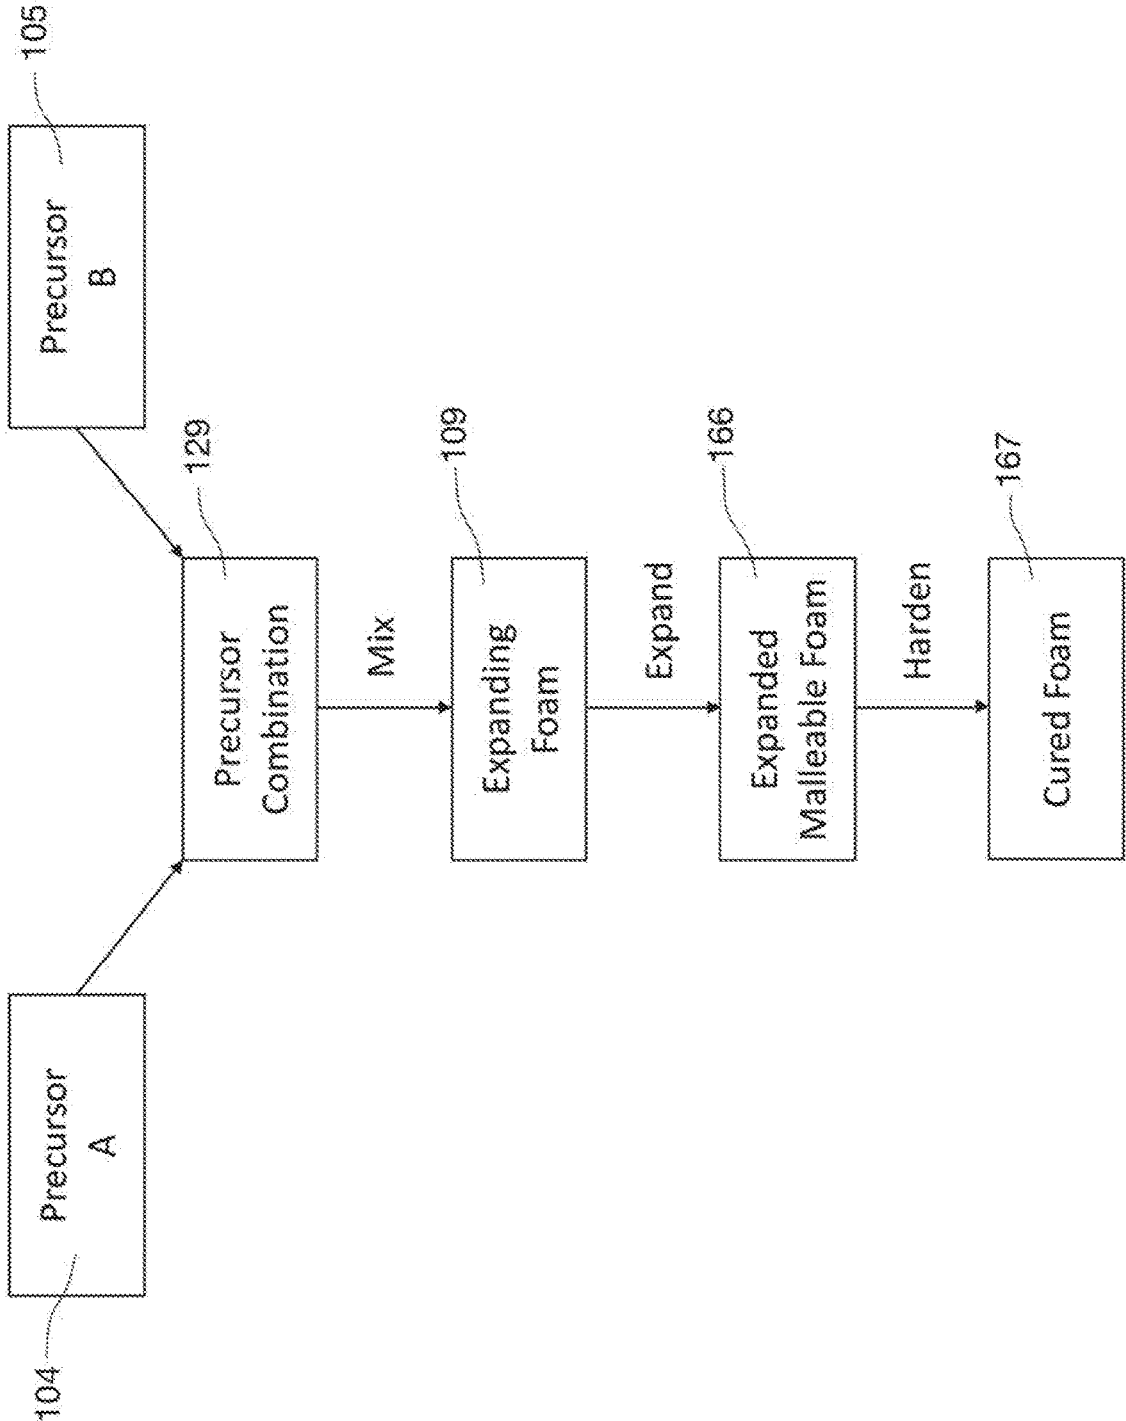 104
Precursor
A
Precursor
B
105
Precursor
Combination
129
Mix
Expanding
Foam
109
Expand
Expanded
Malleable Foam
166
Harden
Cured Foam
167